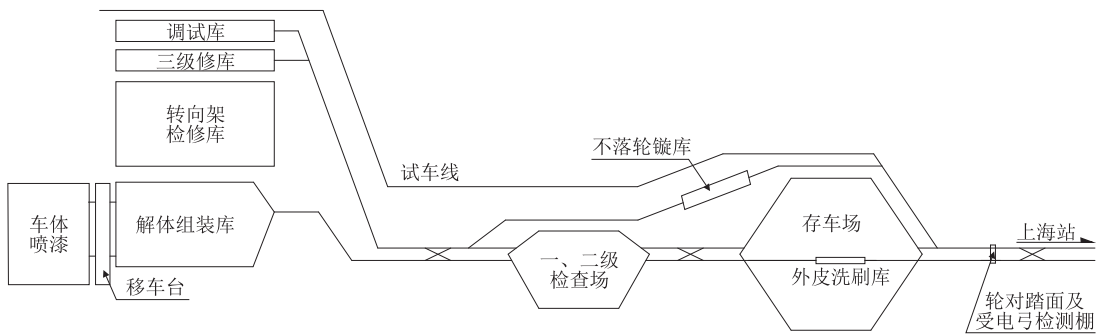 调试库
三级修库
转向架
检修库
不落轮镟库
试车线
车体
喷漆
解体组装库
存车场
上海站
一、二级
检查场
外皮洗刷库
移车台
轮对踏面及
受电弓检测棚